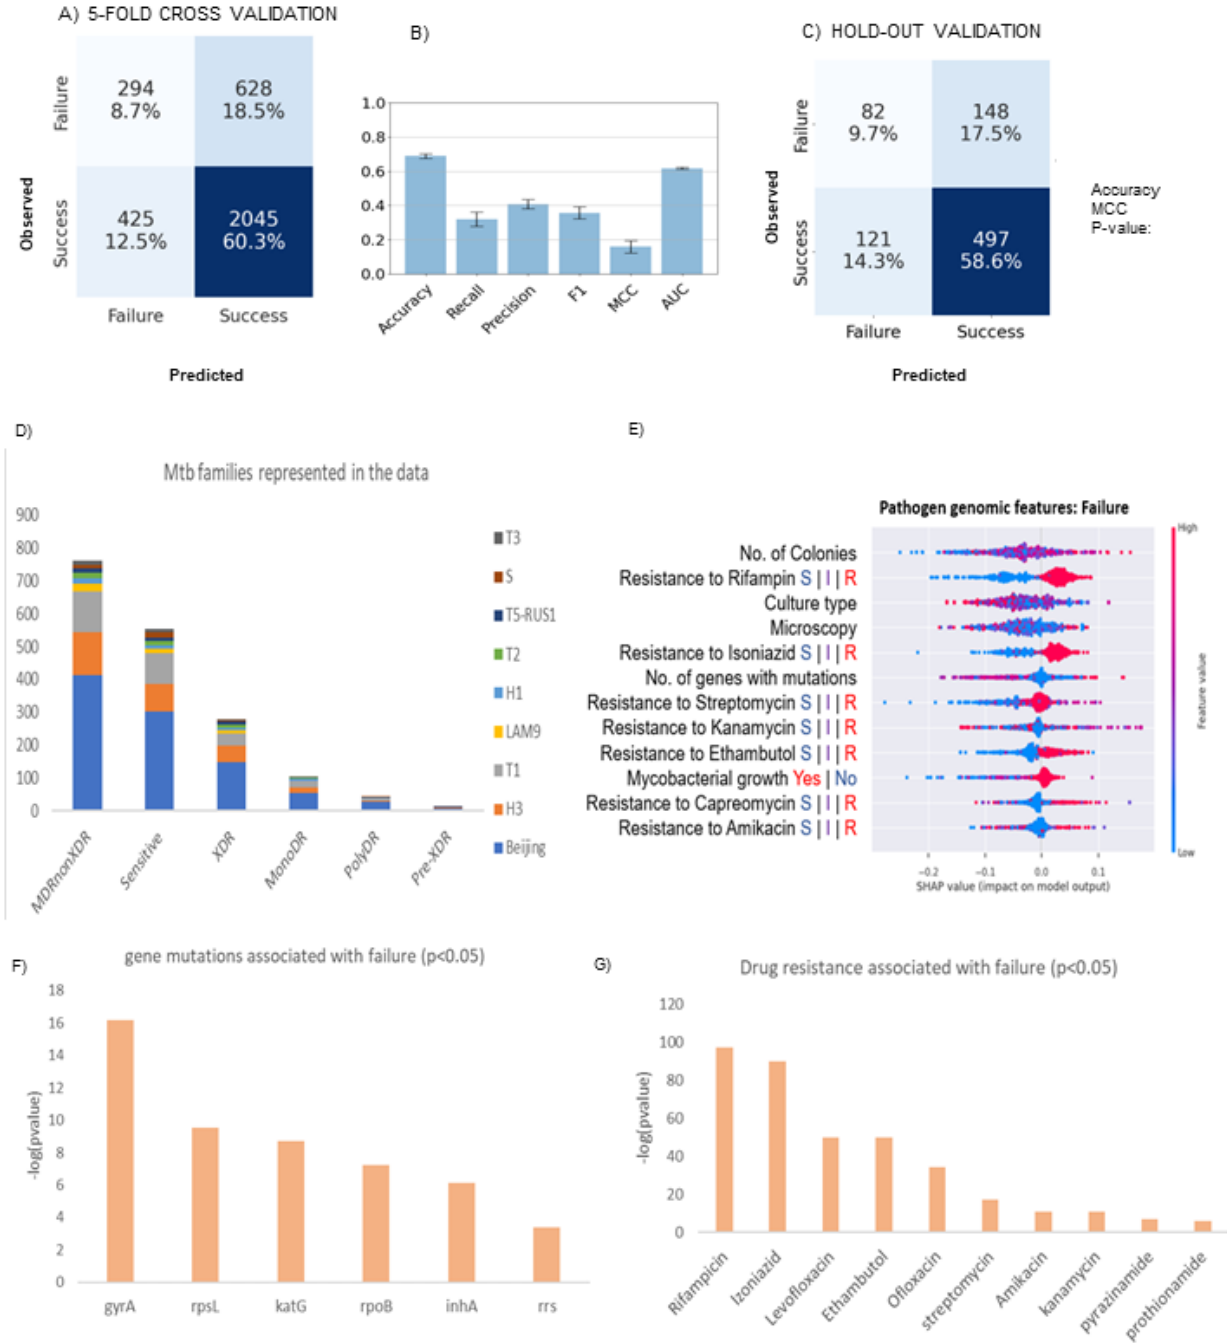 A) 5-FOLD CROSS VALIDATION
294
8.7%
628
18.5%
425
12.5%
2045
60.3%
Failure
Success
Observed
Failure
Success
Predicted
B)
1.0
0.8
0.6
0.4
0.2
0.0
Accuracy
Recall
Precision
F1
MCC
AUC
C) HOLD-OUT VALIDATION
82
9.7%
148
17.5%
121
14.3%
497
58.6%
Failure
Success
Observed
Failure
Success
Predicted
Accuracy
MCC
P-value:
D)
Mtb families represented in the data
900
800
700
600
500
400
300
200
100
0
MDRnonXDR
Sensitive
XDR
MonoDR
PolyDR
Pre-XDR
T3
S
T5-RUS1
T2
H1
LAM9
T1
H3
Beijing
E)
Pathogen genomic features: Failure
No. of Colonies
Resistance to Rifampin S | I | R
Culture type
Microscopy
Resistance to Isoniazid S | I | R
No. of genes with mutations
Resistance to Streptomycin S | I | R
Resistance to Kanamycin S | I | R
Resistance to Ethambutol S | I | R
Mycobacterial growth Yes | No
Resistance to Capreomycin S | I | R
Resistance to Amikacin S | I | R
−0.2
−0.1
0.0
0.1
SHAP value (impact on model output)
High
Feature value
Low
F)
gene mutations associated with failure (p<0.05)
-log(pvalue)
18
16
14
12
10
8
6
4
2
0
gyrA
rpsL
katG
rpoB
inhA
rrs
G)
Drug resistance associated with failure (p<0.05)
-log(pvalue)
120
100
80
60
40
20
0
Rifampicin
Izoniazid
Levofloxacin
Ethambutol
Ofloxacin
streptomycin
Amikacin
kanamycin
pyrazinamide
prothionamide